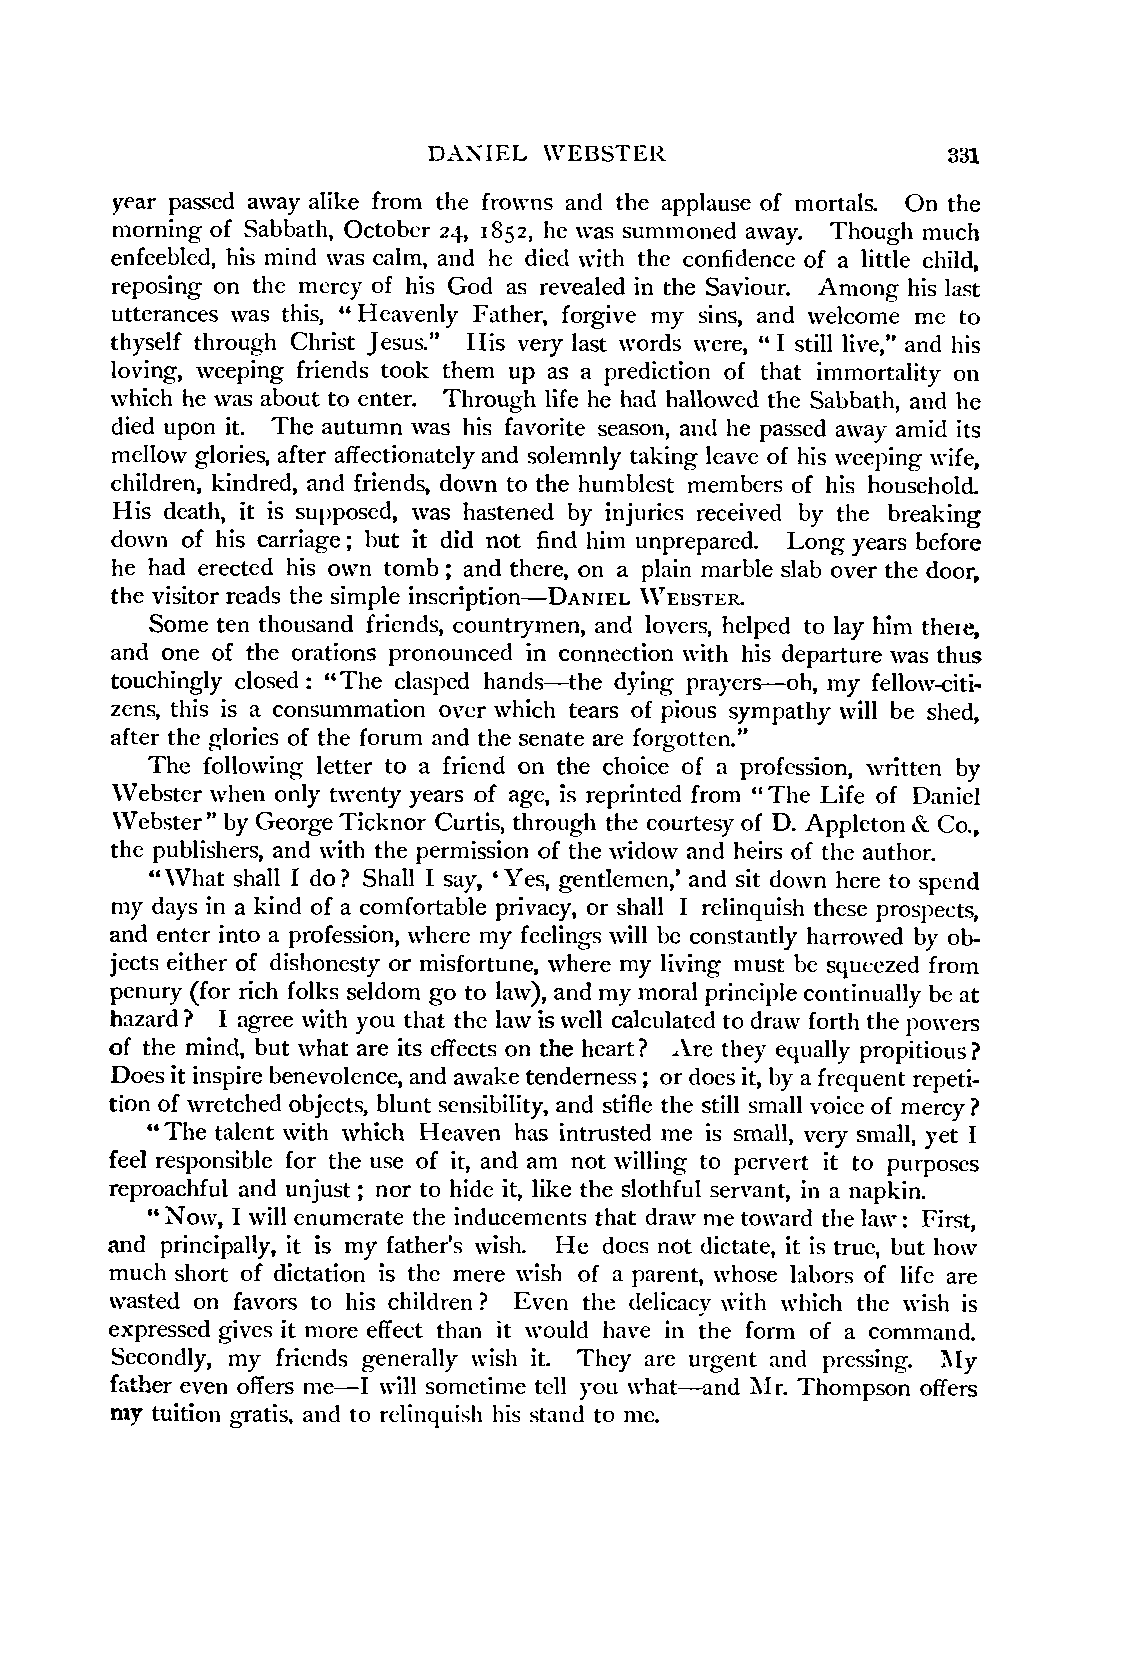 DANIEL WEBSTER 331
year passed away alike from the frowns and the applause of mortals. On the
morning of Sabbath, October 24, 1852, he was summoned away. Though much
enfeebled, his mind was calm, and he died with the confidence of a little child,
reposing on the mercy of his God as revealed in the Saviour. Among his last
utterances was this, “Heavenly Father, forgive my sins, and welcome me to
thyself through Christ Jesus.” His very last words were, “I still live,” and his
loving, weeping friends took them up as a prediction of that immortality on
which he was about to enter. Through life he had hallowed the Sabbath, and he
died upon it. The autumn was his favorite season, and he passed away amid its
mellow glories, after affectionately and solemnly taking leave of his weeping wife,
children, kindred, and friends, down to the humblest members of his household.
His death, it is supposed, was hastened by injuries received by the breaking
down of his carriage; but it did not find him unprepared. Long years before
he had erected his own tomb; and there, on a plain marble slab over the door,
the visitor reads the simple inscription—DANIEL WEBSTER.
Some ten thousand friends, countrymen, and lovers, helped to lay him there,
and one of the orations pronounced in connection with his departure was thus
touchingly closed: “The clasped hands—the dying prayers—oh, my fellow-citi-
zens, this is a consummation over which tears of pious sympathy will be shed,
after the glories of the forum and the senate are forgotten.”
The following letter to a friend on the choice of a profession, written by
Webster when only twenty years of age, is reprinted from “The Life of Daniel
Webster” by George Ticknor Curtis, through the courtesy of D. Appleton & Co.,
the publishers, and with the permission of the widow and heirs of the author.
“What shall I do? Shall I say, ‘Yes, gentlemen,’ and sit down here to spend
my days in a kind of a comfortable privacy, or shall I relinquish these prospects,
and enter into a profession, where my feelings will be constantly harrowed by ob-
jects either of dishonesty or misfortune, where my living must be squeezed from
penury (for rich folks seldom go to law), and my moral principle continually be at
hazard? I agree with you that the law is well calculated to draw forth the powers
of the mind, but what are its effects on the heart? Are they equally propitious?
Does it inspire benevolence, and awake tenderness; or does it, by a frequent repeti-
tion of wretched objects, blunt sensibility, and stifle the still small voice of mercy?
“The talent with which Heaven has intrusted me is small, very small, yet I
feel responsible for the use of it, and am not willing to pervert it to purposes
reproachful and unjust; nor to hide it, like the slothful servant, in a napkin.
“Now, I will enumerate the inducements that draw me toward the law: First,
and principally, it is my father's wish. He does not dictate, it is true, but how
much short of dictation is the mere wish of a parent, whose labors of life are
wasted on favors to his children? Even the delicacy with which the wish is
expressed gives it more effect than it would have in the form of a command.
Secondly, my friends generally wish it. They are urgent and pressing. My
father even offers me—I will sometime tell you what—and Mr. Thompson offers
my tuition gratis, and to relinquish his stand to me.